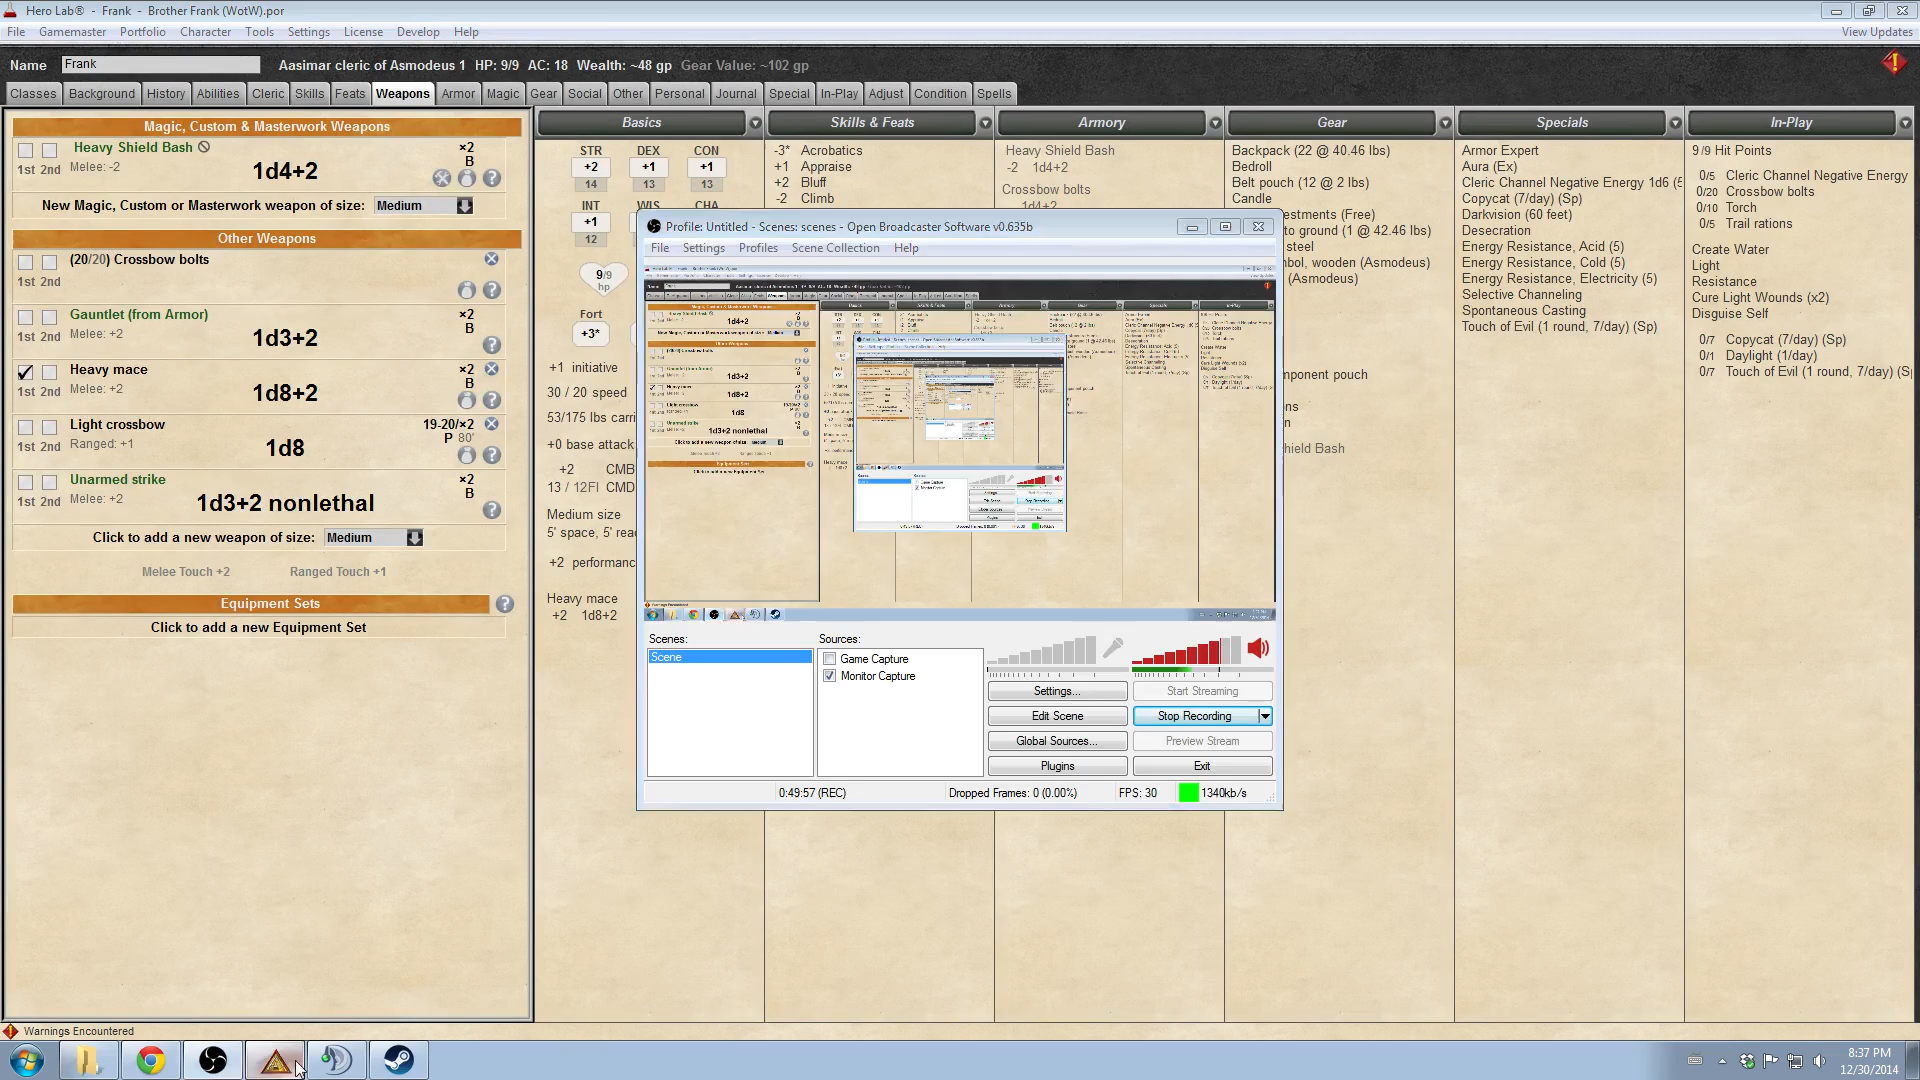 Hero Lab® - Frank - Brother Frank (WotW).por
File Gamemaster Portfolio Character Tools Settings License Develop Help View Updates
Name Frank Aasimar cleric of Asmodeus 1 HP: 9/9 AC: 18 Wealth: ~48 gp Gear Value: ~102 gp
Classes Background History Abilities Cleric Skills Feats Weapons Armor Magic Gear Social Other Personal Journal Special In-Play Adjust Condition Spells
Magic, Custom & Masterwork Weapons
Heavy Shield Bash ×2
Melee: -2 1d4+2 B
1st 2nd
New Magic, Custom or Masterwork weapon of size: Medium
Other Weapons
(20/20) Crossbow bolts
1st 2nd
Gauntlet (from Armor) ×2
Melee: +2 1d3+2 B
1st 2nd
Heavy mace ×2
Melee: +2 1d8+2 B
1st 2nd
Light crossbow 19-20/×2
Ranged: +1 1d8 P 80'
1st 2nd
Unarmed strike ×2
Melee: +2 1d3+2 nonlethal B
1st 2nd
Click to add a new weapon of size: Medium
Melee Touch +2 Ranged Touch +1
Equipment Sets
Click to add a new Equipment Set
Warnings Encountered
Basics
STR DEX CON
+2 +1 +1
14 13 13
INT WIS CHA
+1
12
9/9
hp
Fort
+3*
+1 initiative
30 / 20 speed
53/175 lbs carri
+0 base attack
+2 CMB
13 / 12Fl CMD
Medium size
5' space, 5' reac
+2 performanc
Heavy mace
+2 1d8+2
Skills & Feats
-3* Acrobatics
+1 Appraise
+2 Bluff
-2 Climb
Armory
Heavy Shield Bash
-2 1d4+2
Crossbow bolts
1d4+2
Gear
Backpack (22 @ 40.46 lbs)
Bedroll
Belt pouch (12 @ 2 lbs)
Candle
estments (Free)
to ground (1 @ 42.46 lbs)
steel
bol, wooden (Asmodeus)
(Asmodeus)
mponent pouch
ns
n
hield Bash
Specials
Armor Expert
Aura (Ex)
Cleric Channel Negative Energy 1d6 (5
Copycat (7/day) (Sp)
Darkvision (60 feet)
Desecration
Energy Resistance, Acid (5)
Energy Resistance, Cold (5)
Energy Resistance, Electricity (5)
Selective Channeling
Spontaneous Casting
Touch of Evil (1 round, 7/day) (Sp)
In-Play
9/9 Hit Points
0/5 Cleric Channel Negative Energy
0/20 Crossbow bolts
0/10 Torch
0/5 Trail rations
Create Water
Light
Resistance
Cure Light Wounds (x2)
Disguise Self
0/7 Copycat (7/day) (Sp)
0/1 Daylight (1/day)
0/7 Touch of Evil (1 round, 7/day) (Sp
Profile: Untitled - Scenes: scenes - Open Broadcaster Software v0.635b
File Settings Profiles Scene Collection Help
Scenes:
Scene
Sources:
Game Capture
Monitor Capture
Settings... Start Streaming
Edit Scene Stop Recording
Global Sources... Preview Stream
Plugins Exit
0:49:57 (REC) Dropped Frames: 0 (0.00%) FPS: 30 1340kb/s
8:37 PM
12/30/2014